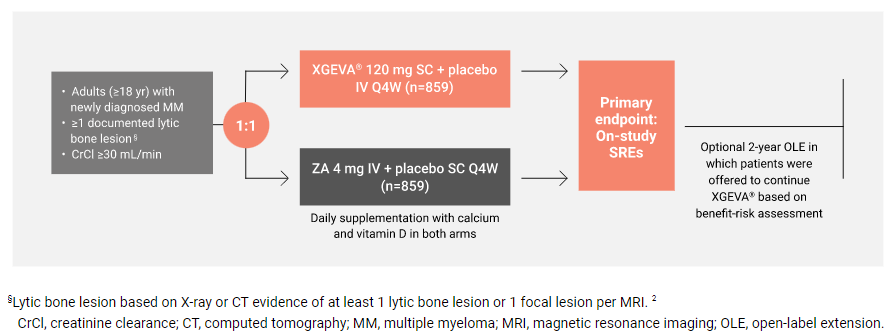 • Adults (≥18 yr) with
newly diagnosed MM
• ≥1 documented lytic
bone lesion§
• CrCl ≥30 mL/min
1:1
XGEVA® 120 mg SC + placebo
IV Q4W (n=859)
ZA 4 mg IV + placebo SC Q4W
(n=859)
Daily supplementation with calcium
and vitamin D in both arms
Primary
endpoint:
On-study
SREs
Optional 2-year OLE in
which patients were
offered to continue
XGEVA® based on
benefit-risk assessment
§Lytic bone lesion based on X-ray or CT evidence of at least 1 lytic bone lesion or 1 focal lesion per MRI. 2
CrCl, creatinine clearance; CT, computed tomography; MM, multiple myeloma; MRI, magnetic resonance imaging; OLE, open-label extension.